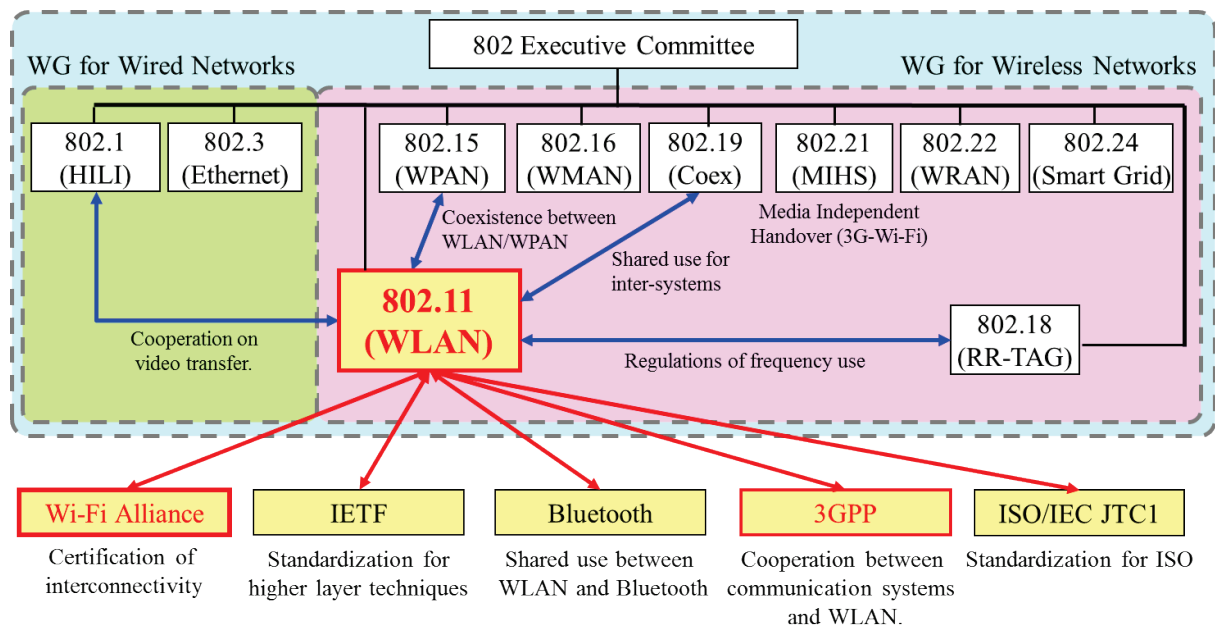 802 Executive Committee
WG for Wired Networks
WG for Wireless Networks
802.1
(HILI)
802.3
(Ethernet)
802.15
(WPAN)
802.16
(WMAN)
802.19
(Coex)
802.21
(MIHS)
802.22
(WRAN)
802.24
(Smart Grid)
Coexistence between
WLAN/WPAN
Media Independent
Handover (3G-Wi-Fi)
Shared use for
inter-systems
802.11
(WLAN)
Cooperation on
video transfer.
Regulations of frequency use
802.18
(RR-TAG)
Wi-Fi Alliance
Certification of
interconnectivity
IETF
Standardization for
higher layer techniques
Bluetooth
Shared use between
WLAN and Bluetooth
3GPP
Cooperation between
communication systems
and WLAN.
ISO/IEC JTC1
Standardization for ISO